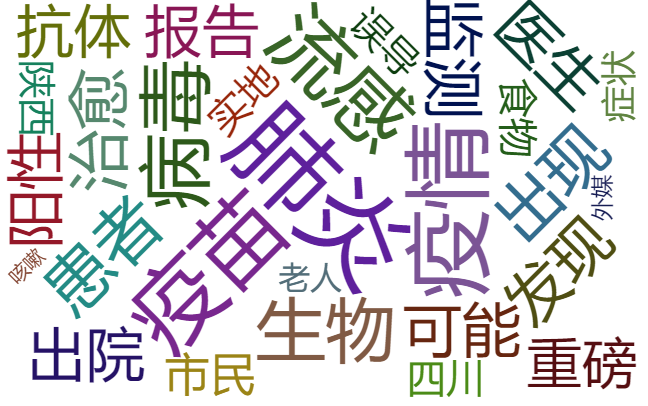 抗体
报告
流感
误导
监测
医生
陕西
治愈
病毒
实地
食物
症状
阳性
肺炎
疫情
出现
外媒
患者
疫苗
咳嗽
老人
发现
出院
生物
可能
重磅
市民
四川